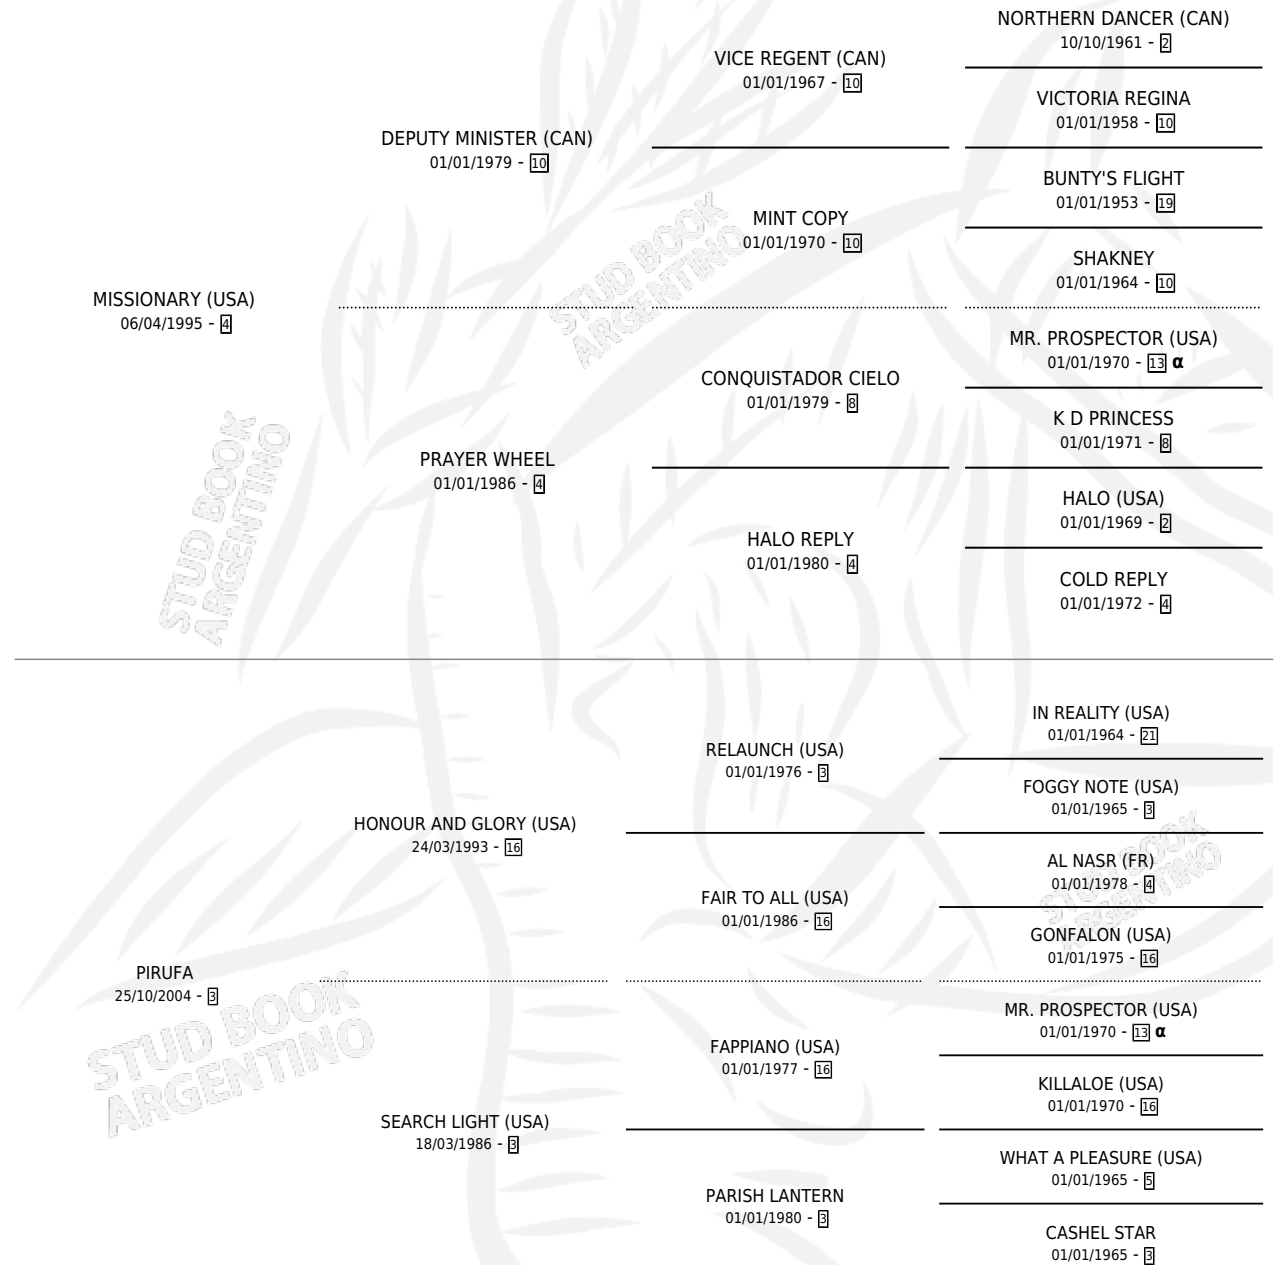 NORTHERN DANCER (CAN)
10/10/1961 - 2
VICE REGENT (CAN)
01/01/1967 - 10
VICTORIA REGINA
01/01/1958 - 10
DEPUTY MINISTER (CAN)
01/01/1979 - 10
BUNTY'S FLIGHT
01/01/1953 - 19
MINT COPY
01/01/1970 - 10
SHAKNEY
01/01/1964 - 10
MISSIONARY (USA)
06/04/1995 - 4
MR. PROSPECTOR (USA)
01/01/1970 - 13 α
CONQUISTADOR CIELO
01/01/1979 - 8
K D PRINCESS
01/01/1971 - 8
PRAYER WHEEL
01/01/1986 - 4
HALO (USA)
01/01/1969 - 2
HALO REPLY
01/01/1980 - 4
COLD REPLY
01/01/1972 - 4
IN REALITY (USA)
01/01/1964 - 21
RELAUNCH (USA)
01/01/1976 - 3
FOGGY NOTE (USA)
01/01/1965 - 3
HONOUR AND GLORY (USA)
24/03/1993 - 16
AL NASR (FR)
01/01/1978 - 4
FAIR TO ALL (USA)
01/01/1986 - 16
GONFALON (USA)
01/01/1975 - 16
PIRUFA
25/10/2004 - 3
MR. PROSPECTOR (USA)
01/01/1970 - 13 α
FAPPIANO (USA)
01/01/1977 - 16
KILLALOE (USA)
01/01/1970 - 16
SEARCH LIGHT (USA)
18/03/1986 - 3
WHAT A PLEASURE (USA)
01/01/1965 - 5
PARISH LANTERN
01/01/1980 - 3
CASHEL STAR
01/01/1965 - 3
STUD BOOK
ARGENTINO
STUD BOOK
ARGENTINO
STUD BOOK
ARGENTINO
STUD BOOK
ARGENTINO